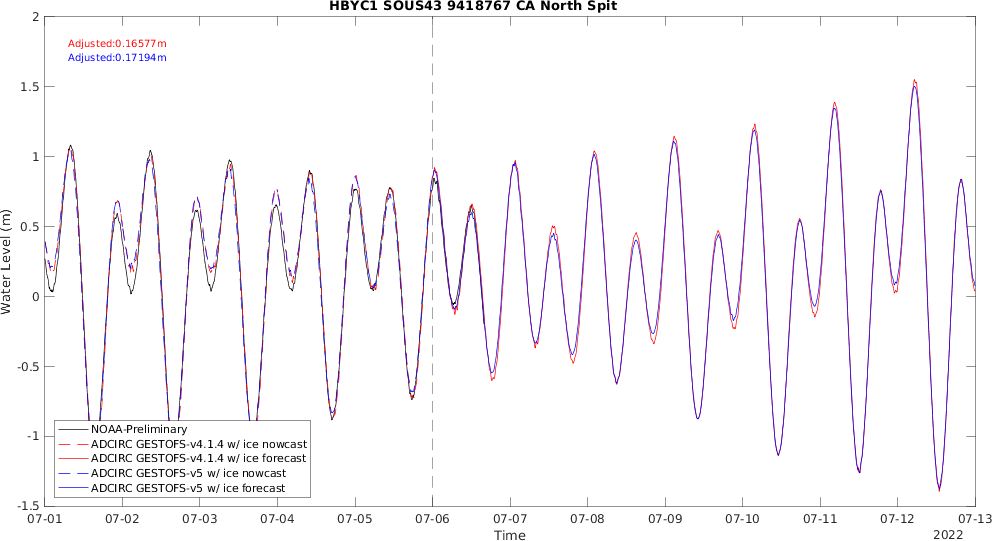 HBYC1 SOUS43 9418767 CA North Spit
Adjusted:0.16577m
Adjusted:0.17194m
2
1.5
1
0.5
0
-0.5
-1
-1.5
Water Level (m)
NOAA-Preliminary
ADCIRC GESTOFS-v4.1.4 w/ ice nowcast
ADCIRC GESTOFS-v4.1.4 w/ ice forecast
ADCIRC GESTOFS-v5 w/ ice nowcast
ADCIRC GESTOFS-v5 w/ ice forecast
07-01 07-02 07-03 07-04 07-05 07-06 07-07 07-08 07-09 07-10 07-11 07-12 07-13
Time
2022